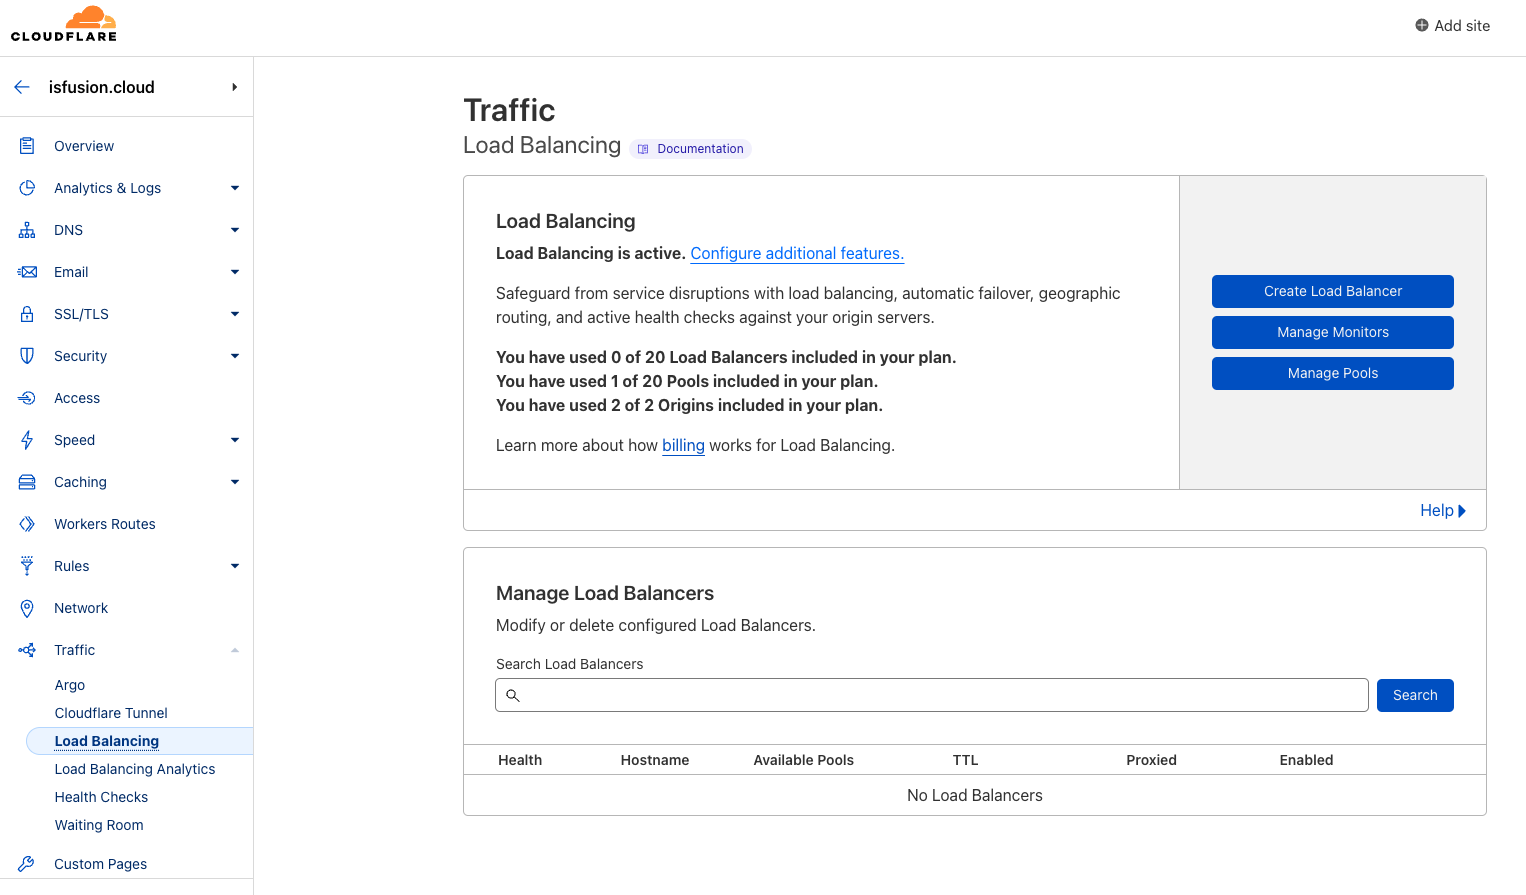 CLOUDFLARE
Add site
isfusion.cloud
Overview
Analytics & Logs
DNS
Email
SSL/TLS
Security
Access
Speed
Caching
Workers Routes
Rules
Network
Traffic
Argo
Cloudflare Tunnel
Load Balancing
Load Balancing Analytics
Health Checks
Waiting Room
Custom Pages
Traffic
Load Balancing Documentation
Load Balancing
Load Balancing is active. Configure additional features.
Safeguard from service disruptions with load balancing, automatic failover, geographic
routing, and active health checks against your origin servers.
You have used 0 of 20 Load Balancers included in your plan.
You have used 1 of 20 Pools included in your plan.
You have used 2 of 2 Origins included in your plan.
Learn more about how billing works for Load Balancing.
Create Load Balancer
Manage Monitors
Manage Pools
Help
Manage Load Balancers
Modify or delete configured Load Balancers.
Search Load Balancers
Search
Health Hostname Available Pools TTL Proxied Enabled
No Load Balancers